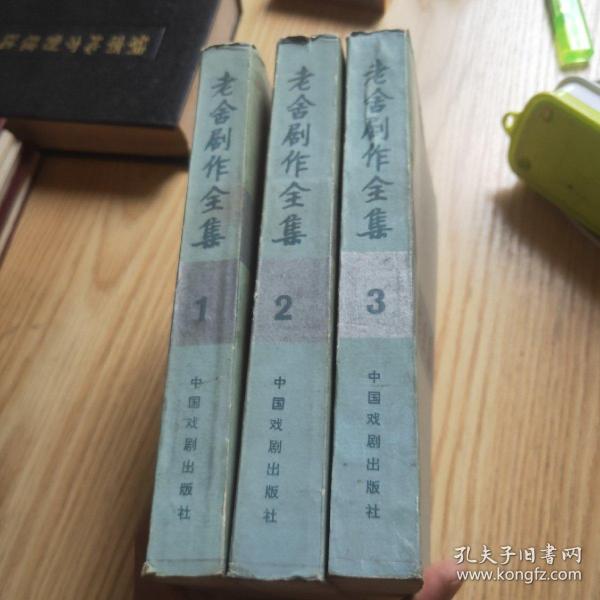 老舍剧作全集
1
中国戏剧出版社
老舍剧作全集
2
中国戏剧出版社
老舍剧作全集
3
中国戏剧出版社
孔夫子旧书网
www.kongfz.com